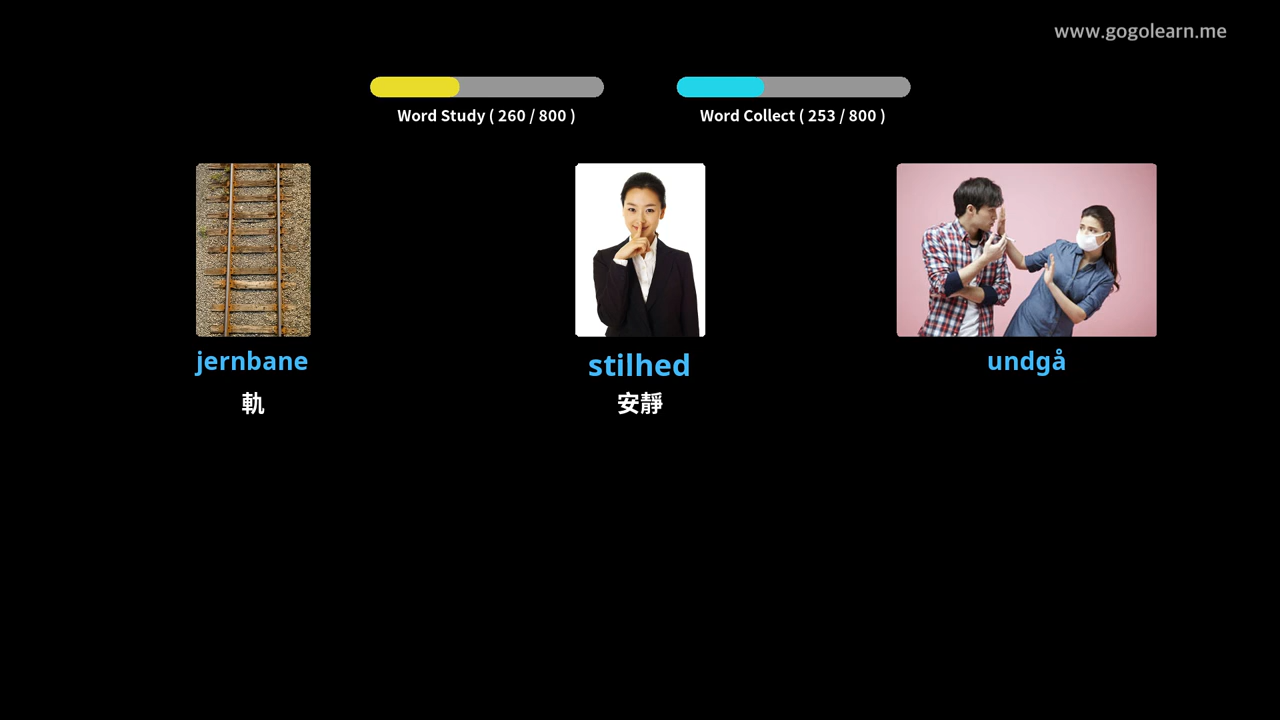 www.gogolearn.me
Word Study ( 260 / 800 )
Word Collect ( 253 / 800 )
jernbane
stilhed
undgå
軌
安靜